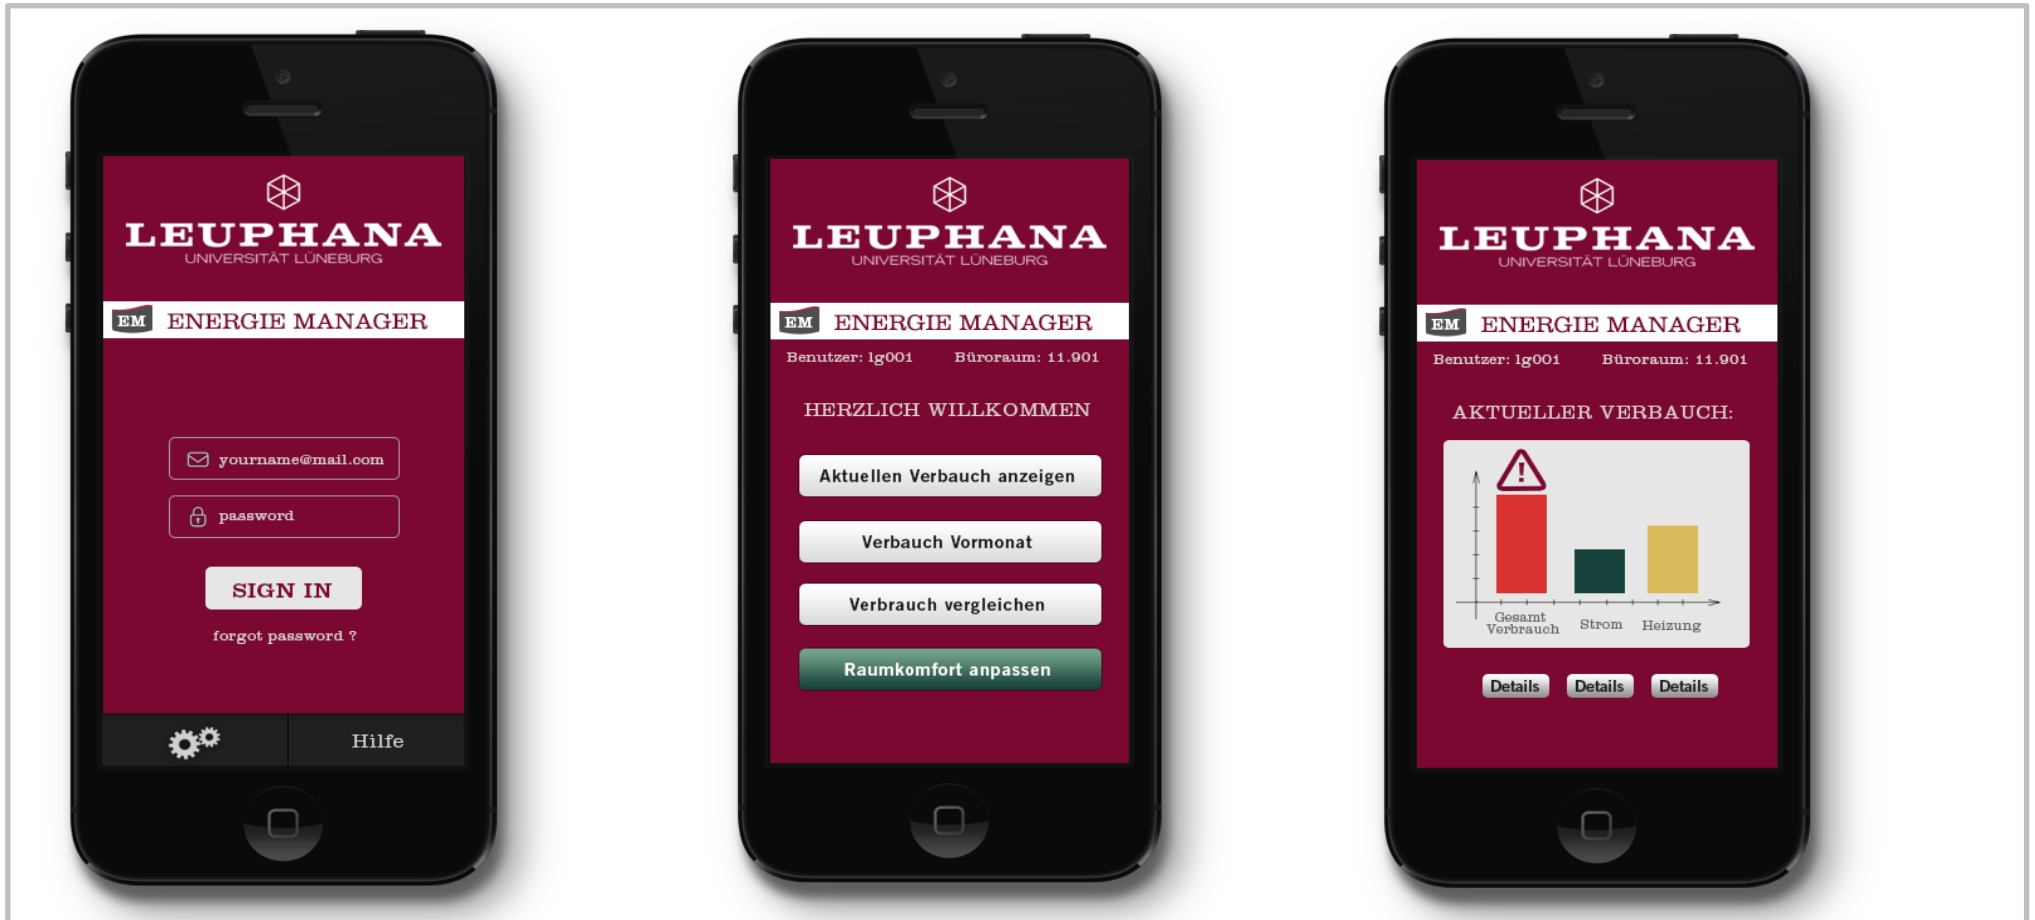 LEUPHANA
UNIVERSITÄT LÜNEBURG
EM ENERGIE MANAGER
yourname@mail.com
password
SIGN IN
forgot password ?
Hilfe
LEUPHANA
UNIVERSITÄT LÜNEBURG
EM ENERGIE MANAGER
Benutzer: lg001 Büroraum: 11.901
HERZLICH WILLKOMMEN
Aktuellen Verbauch anzeigen
Verbauch Vormonat
Verbrauch vergleichen
Raumkomfort anpassen
LEUPHANA
UNIVERSITÄT LÜNEBURG
EM ENERGIE MANAGER
Benutzer: lg001 Büroraum: 11.901
AKTUELLER VERBAUCH:
!
Gesamt
Verbrauch Strom Heizung
Details Details Details